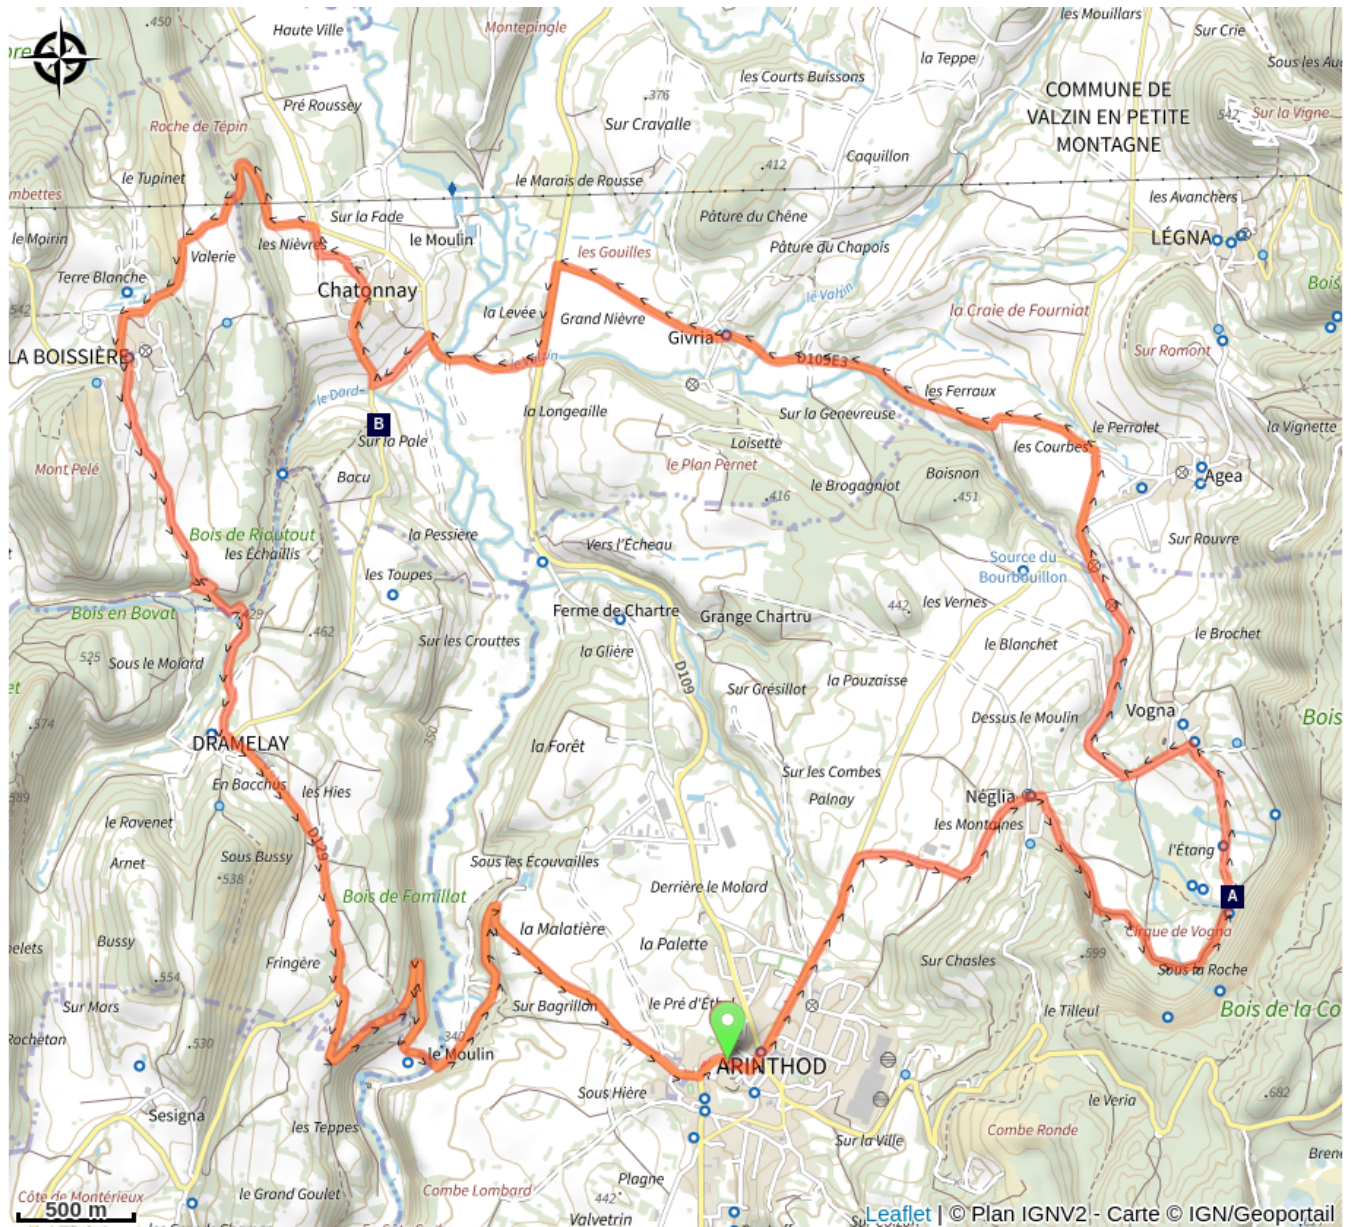 .450
Haute Ville
Montepingle
les Mouillars
Sur Crie
la Teppe
les Courts Buissons
Sous les Au
Pré Roussey
.376
COMMUNE DE
VALZIN EN PETITE
MONTAGNE
542
Sur la Vigne
Roche de Tépin
Sur Cravalle
Caquillon
.412
le Tupinet
le Marais de Rousse
mbettes
les Avanchers
Sur la Fade
Pâture du Chêne
le Moirin
le Moulin
les Nièvres
les Gouilles
Pâture du Chapois
LÉGNA
Valerie
Terre Blanche
Chatonnay
le Valzin
Bois
542
la Levée
Grand Nièvre
la Craie de Fourniat
Givria
LA BOISSIÈRE
le Valzin
D109E3
Sur Romont
le Dard
les Ferraux
la Longeaille
Sur la Genevreuse
B
le Perralet
la Vignette
Sur la Pale
Loisette
les Courbes
Mont Pelé
Bacu
le Plan Pernet
Boisnon
Agea
le Brogagniot
.416
.451
Bois de Rioutout
la Pessière
Sur Rouvre
les Échaillis
Vers l'Écheau
Source du
Bourbouillon
les Toupes
Bois en Bovat
429
Ferme de Chartre
Grange Chartru
442
les Vernes
462
Sur les Crouttes
le Brochet
525
Sous le Molard
la Glière
le Blanchet
D109
Sur Grésillot
la Pouzaisse
.574
Vogna
Bois
Dessus le Moulin
350
DRAMELAY
la Forêt
Sur les Combes
En Bacchus
les Hies
Palnay
Néglia
589
le Ravenet
les Montaines
D129
Arnet
Sous Bussy
Sous les Écouvailles
l'Étang
.538
Derrière le Molard
Bois de Famillat
A
la Malatière
Cirque de Vogna
Bussy
la Palette
.599
Fringère
Sur Chasles
Sous la Roche
.554
Sur Mars
Sur Bagrillon
le Tilleul
Bois de la Co
.530
340
le Moulin
ARINTHOD
Sous Hière
.682
le Veria
Sesigna
les Teppes
Combe Ronde
Sur la Ville
Plagne
Côte de Montérieux
le Grand Goulet
Combe Lombard
442
500 m
Valvetrin
Leaflet | © Plan IGNV2 - Carte © IGN/Geoportail